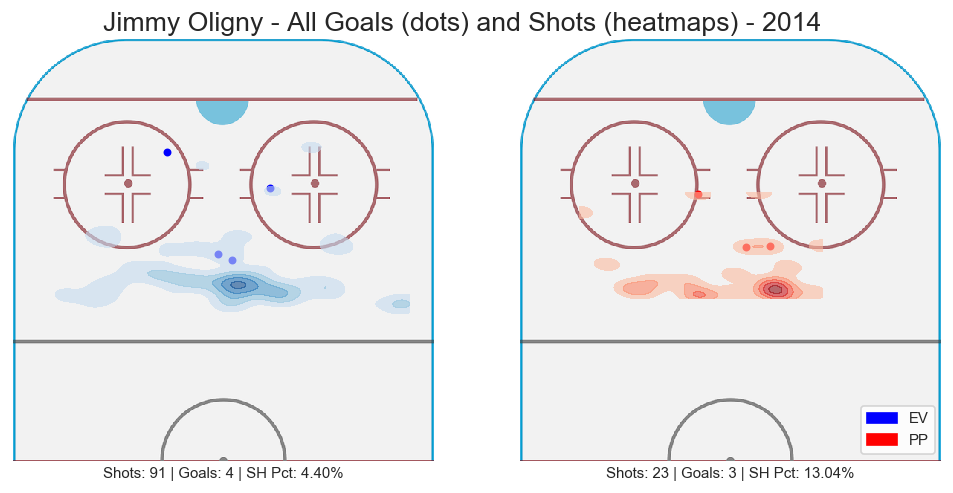 Jimmy Oligny - All Goals (dots) and Shots (heatmaps) - 2014
EV
PP
Shots: 91 | Goals: 4 | SH Pct: 4.40%
Shots: 23 | Goals: 3 | SH Pct: 13.04%